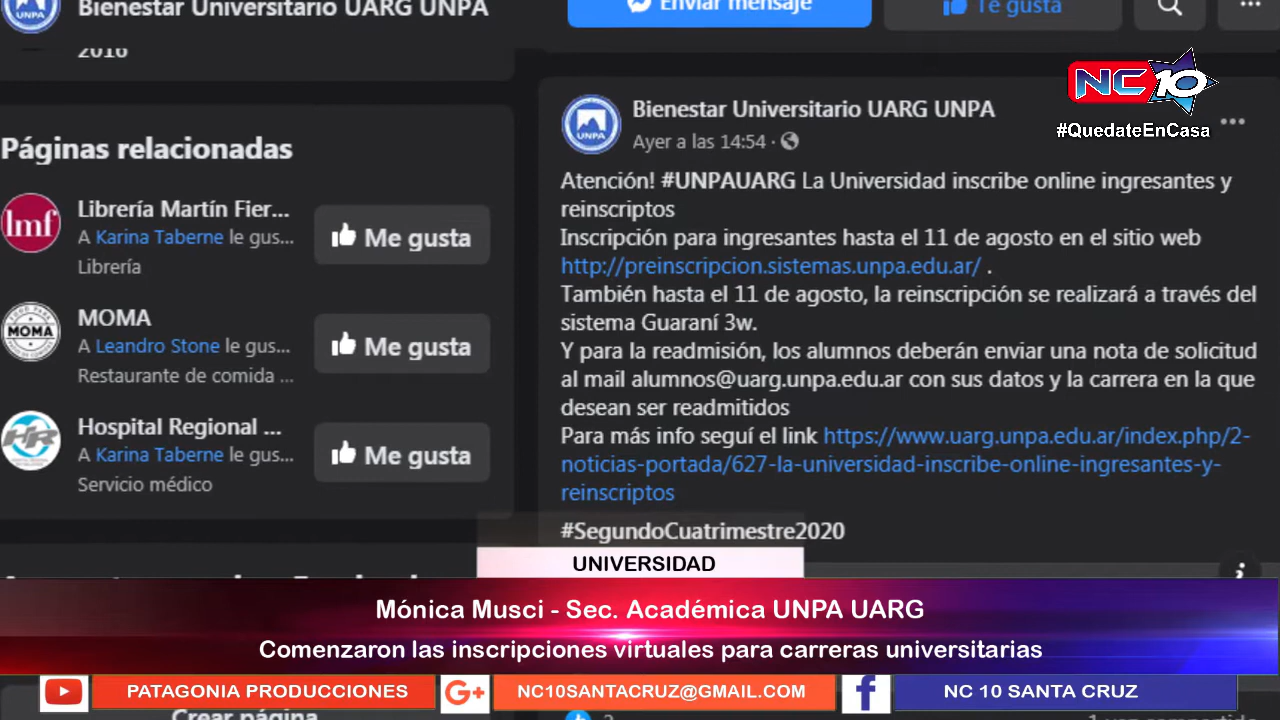 Bienestar Universitario UARG UNPA
Enviar mensaje
Te gusta
2016
NC10
#QuedateEnCasa
Páginas relacionadas
lmf
Librería Martín Fier...
A Karina Taberne le gus...
Librería
Me gusta
MOMA
MOMA
A Leandro Stone le gus...
Restaurante de comida ...
Me gusta
HR
Hospital Regional ...
A Karina Taberne le gus...
Servicio médico
Me gusta
UNPA
Bienestar Universitario UARG UNPA
Ayer a las 14:54 ·
Atención! #UNPAUARG La Universidad inscribe online ingresantes y
reinscriptos
Inscripción para ingresantes hasta el 11 de agosto en el sitio web
http://preinscripcion.sistemas.unpa.edu.ar/ .
También hasta el 11 de agosto, la reinscripción se realizará a través del
sistema Guaraní 3w.
Y para la readmisión, los alumnos deberán enviar una nota de solicitud
al mail alumnos@uarg.unpa.edu.ar con sus datos y la carrera en la que
desean ser readmitidos
Para más info seguí el link https://www.uarg.unpa.edu.ar/index.php/2-
noticias-portada/627-la-universidad-inscribe-online-ingresantes-y-
reinscriptos
#SegundoCuatrimestre2020
UNIVERSIDAD
Mónica Musci - Sec. Académica UNPA UARG
Comenzaron las inscripciones virtuales para carreras universitarias
PATAGONIA PRODUCCIONES
G+
NC10SANTACRUZ@GMAIL.COM
f
NC 10 SANTA CRUZ
Crear página